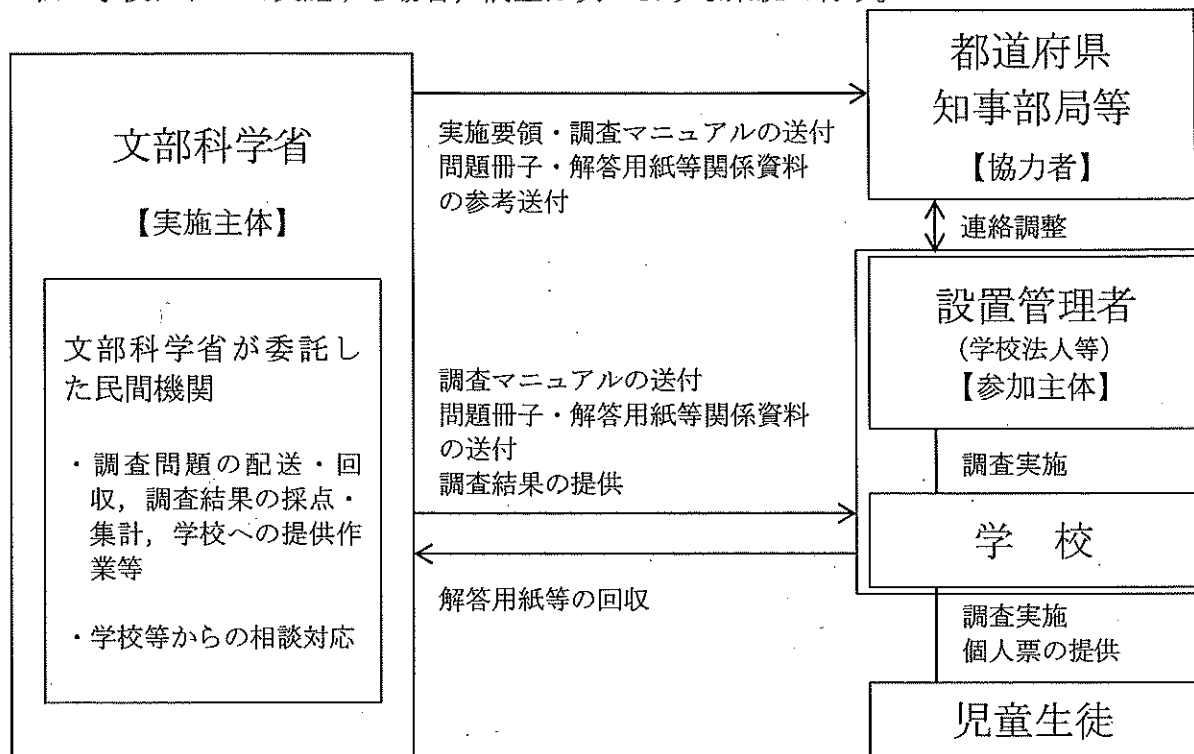 文部科学省
【実施主体】
文部科学省が委託し
た民間機関
・調査問題の配送・回
収，調査結果の採点・
集計，学校への提供作
業等
・学校等からの相談対応
実施要領・調査マニュアルの送付
問題冊子・解答用紙等関係資料
の参考送付
調査マニュアルの送付
問題冊子・解答用紙等関係資料
の送付
調査結果の提供
解答用紙等の回収
都道府県
知事部局等
【協力者】
連絡調整
設置管理者
（学校法人等）
【参加主体】
調査実施
学　校
調査実施
個人票の提供
児童生徒